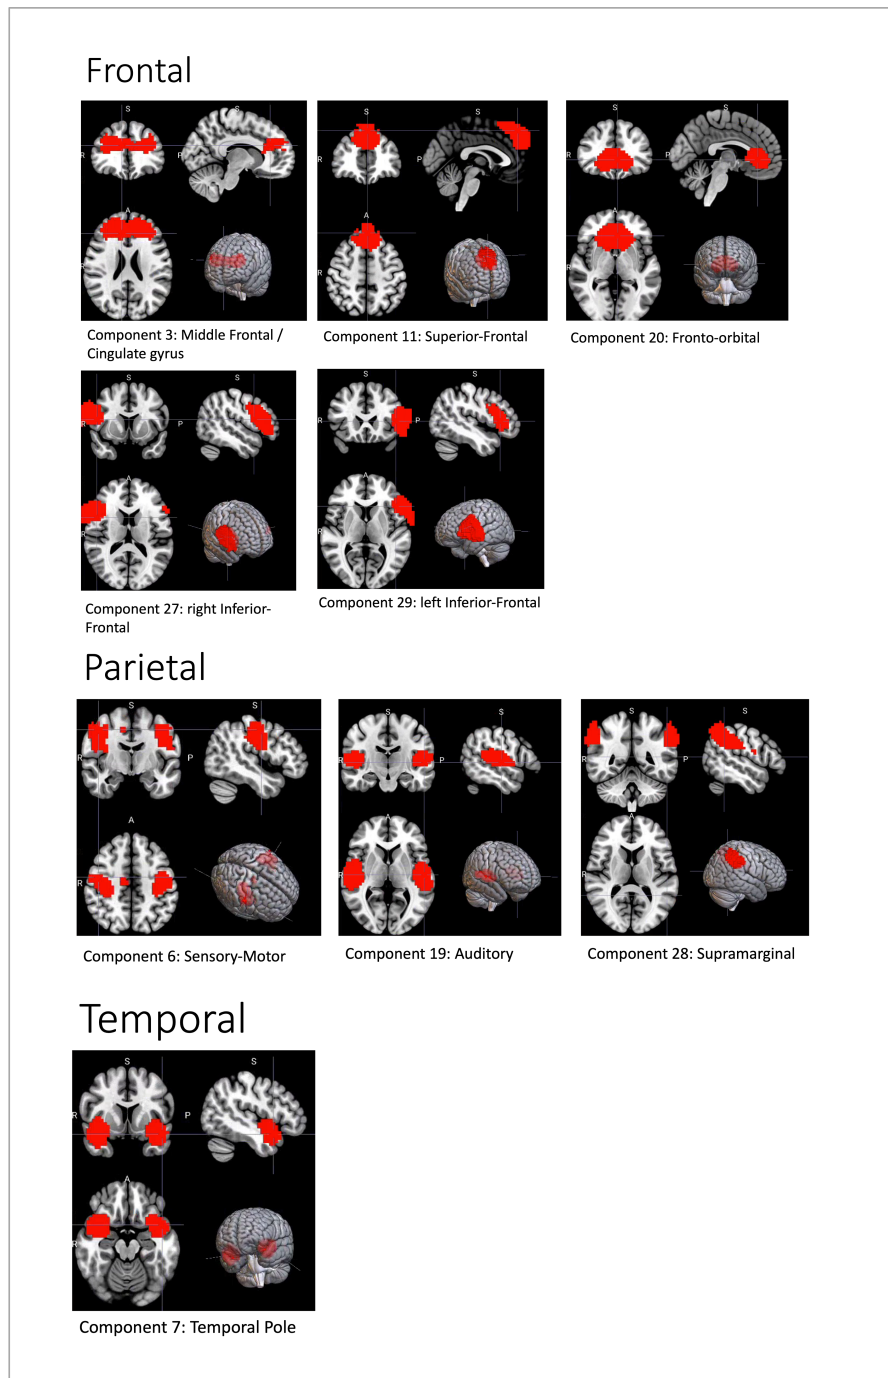 Frontal
S S S S S S
R P R P R
A A A
R R R
Component 3: Middle Frontal /
Cingulate gyrus
Component 11: Superior-Frontal
Component 20: Fronto-orbital
S S S S
R P R P
A A
R R
Component 27: right Inferior-
Frontal
Component 29: left Inferior-Frontal
Parietal
S S S S S S
R P R P R P
A A A
R R R
Component 6: Sensory-Motor
Component 19: Auditory
Component 28: Supramarginal
Temporal
S S
R P
A
R
Component 7: Temporal Pole